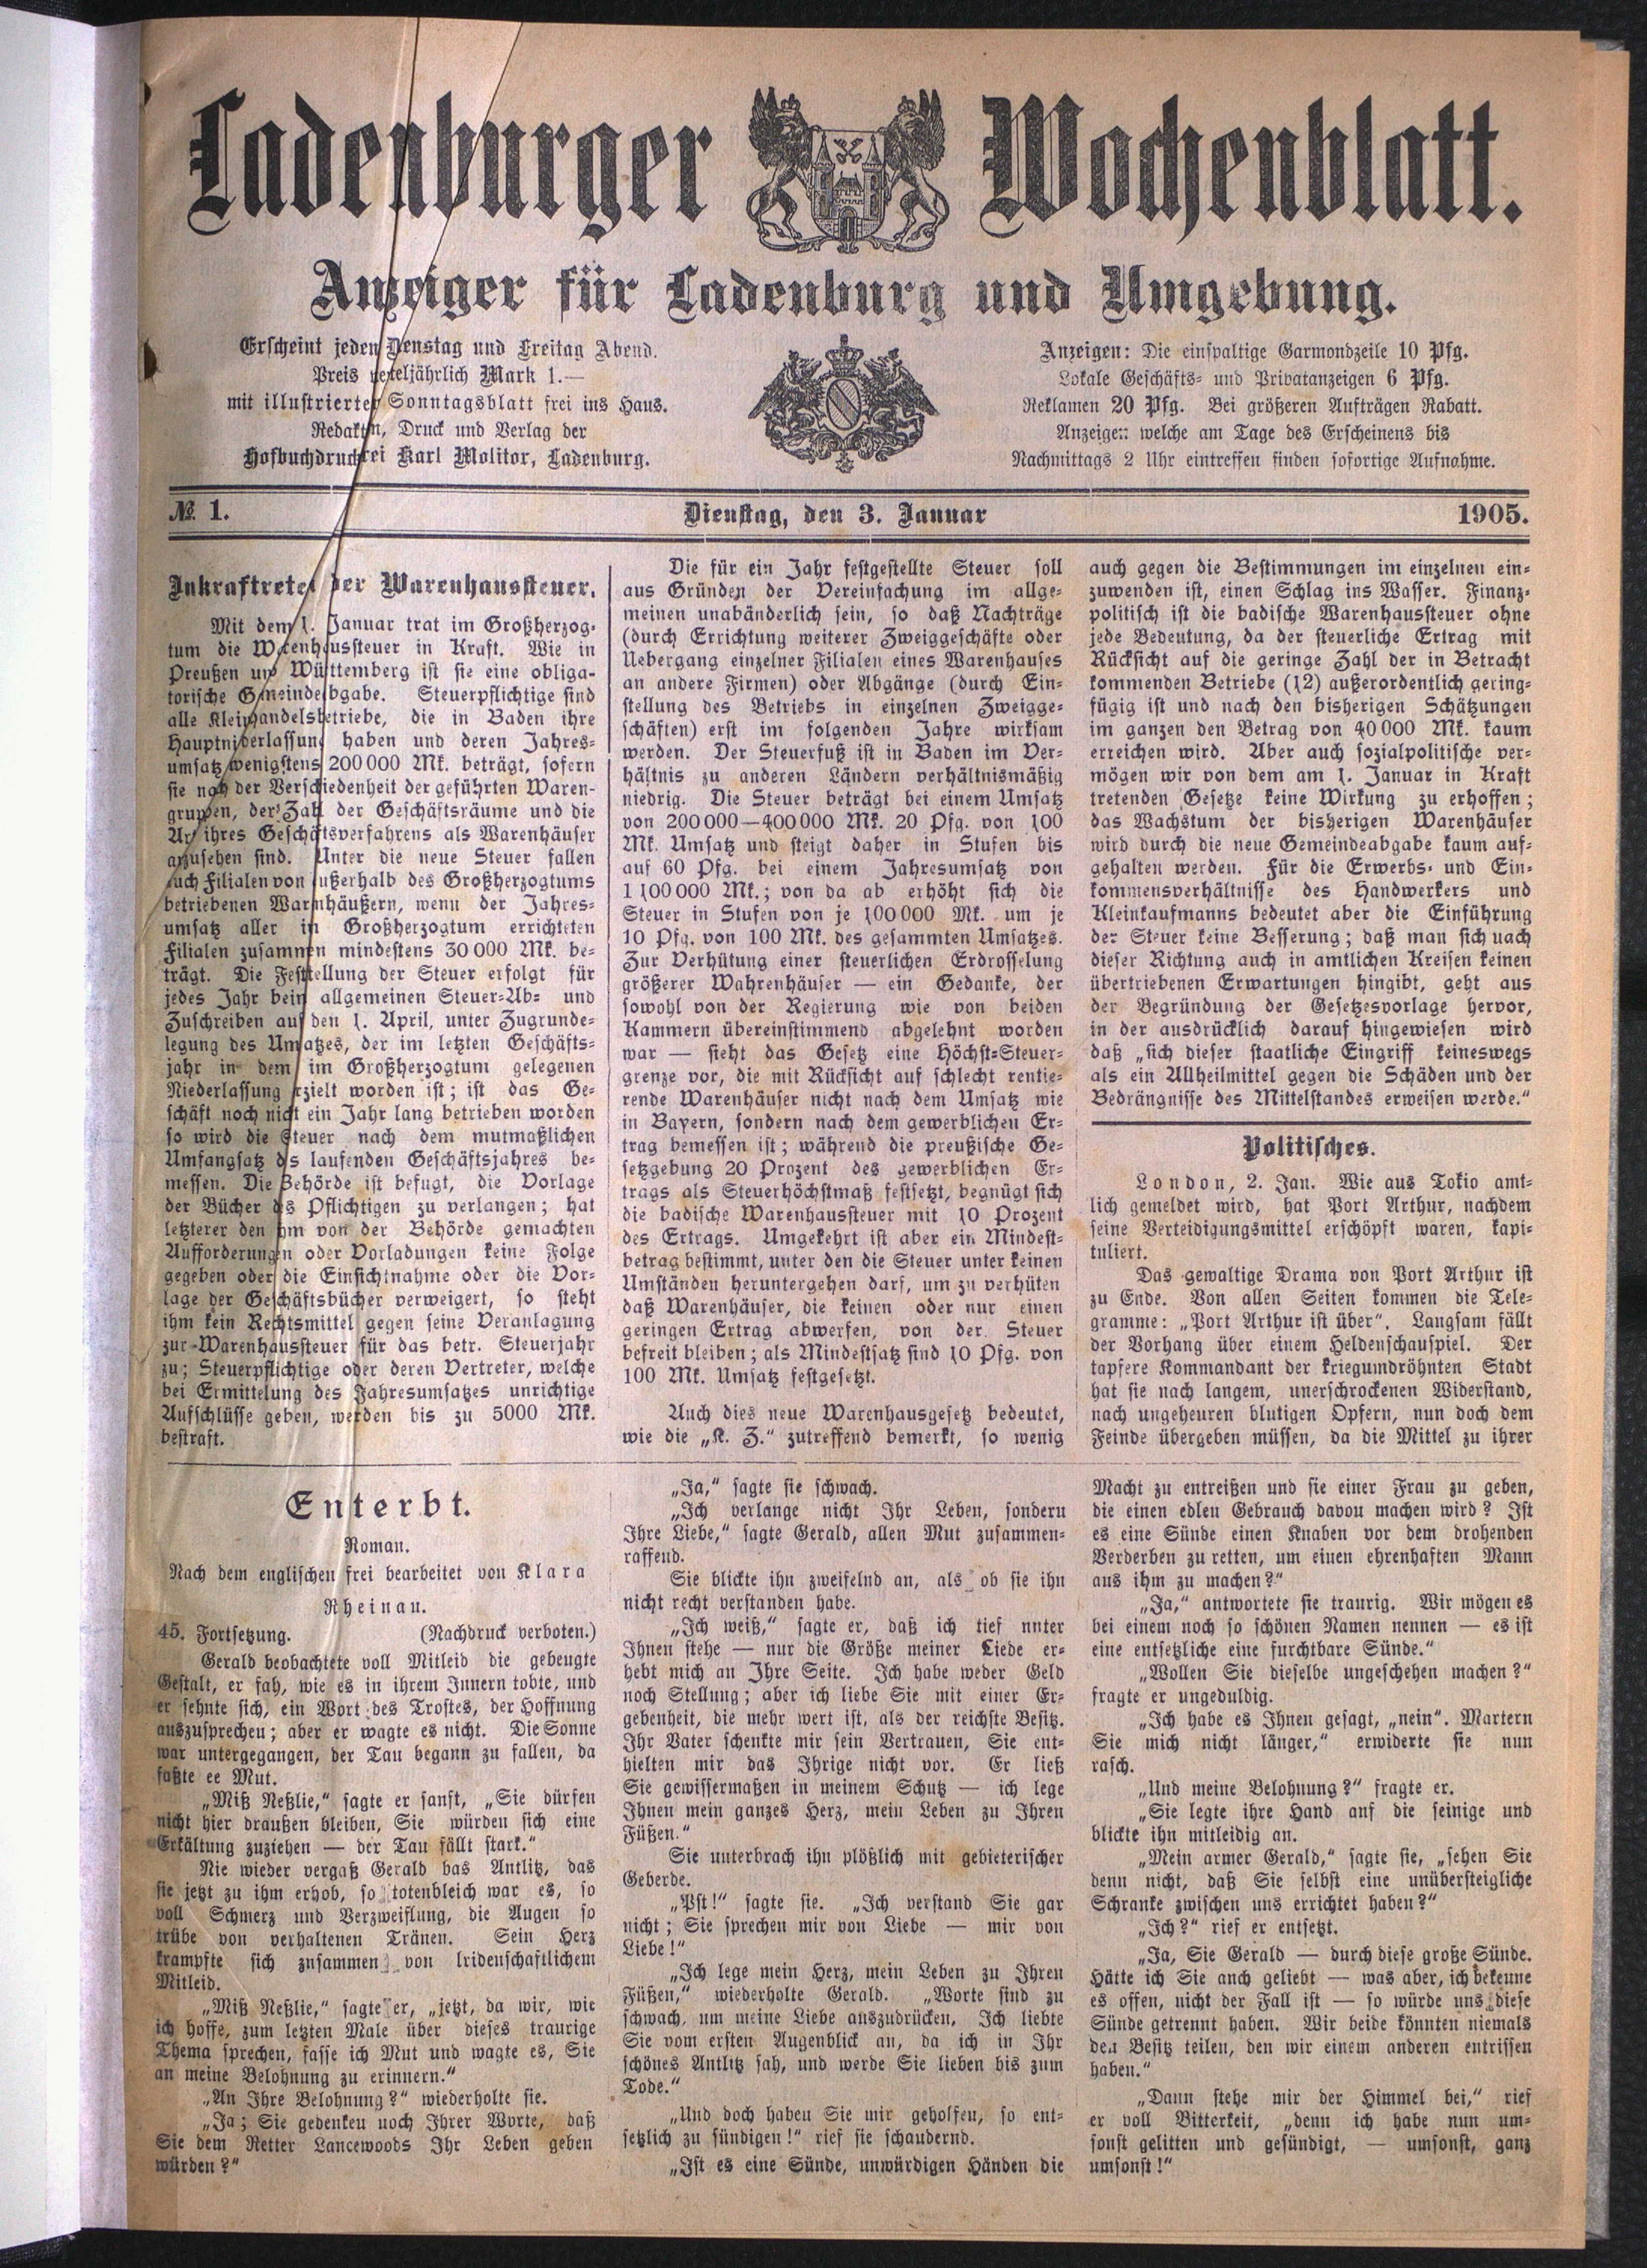 Ladenburger Wochenblatt.
Anzeiger für Ladenburg und Umgebung.
Erscheint jeden Dienstag und Freitag Abend.
Preis vierteljährlich Mark 1.—
mit illustrierter Sonntagsblatt frei ins Haus.
Redaktion, Druck und Verlag der
Hofbuchdruckerei Karl Molitor, Ladenburg.
Anzeigen: Die einspaltige Garmondzeile 10 Pfg.
Lokale Geschäfts- und Privatanzeigen 6 Pfg.
Reklamen 20 Pfg. Bei größeren Aufträgen Rabatt.
Anzeigen welche am Tage des Erscheinens bis
Nachmittags 2 Uhr eintreffen finden sofortige Aufnahme.
№ 1. Dienstag, den 3. Januar 1905.
Inkraftreten der Warenhaussteuer.
Mit dem 1. Januar trat im Großherzog-
tum die Warenhaussteuer in Kraft. Wie in
Preußen und Württemberg ist sie eine obliga-
torische Gemeindeabgabe. Steuerpflichtige sind
alle Kleinhandelsbetriebe, die in Baden ihre
Hauptniederlassung haben und deren Jahres-
umsatz wenigstens 200 000 Mk. beträgt, sofern
sie nach der Verschiedenheit der geführten Waren-
gruppen, der Zahl der Geschäftsräume und die
Art ihres Geschäftsverfahrens als Warenhäuser
anzusehen sind. Unter die neue Steuer fallen
auch Filialen von außerhalb des Großherzogtums
betriebenen Warenhäußern, wenn der Jahres-
umsatz aller in Großherzogtum errichteten
Filialen zusammen mindestens 30 000 Mk. be-
trägt. Die Feststellung der Steuer erfolgt für
jedes Jahr beim allgemeinen Steuer-Ab- und
Zuschreiben auf den 1. April, unter Zugrunde-
legung des Umsatzes, der im letzten Geschäfts-
jahr in dem im Großherzogtum gelegenen
Niederlassung erzielt worden ist; ist das Ge-
schäft noch nicht ein Jahr lang betrieben worden
so wird die Steuer nach dem mutmaßlichen
Umfangsatz des laufenden Geschäftsjahres be-
messen. Die Behörde ist befugt, die Vorlage
der Bücher des Pflichtigen zu verlangen; hat
letzterer den ihm von der Behörde gemachten
Aufforderungen oder Vorladungen keine Folge
gegeben oder die Einsichtnahme oder die Vor-
lage der Geschäftsbücher verweigert, so steht
ihm kein Rechtsmittel gegen seine Veranlagung
zur Warenhaussteuer für das betr. Steuerjahr
zu; Steuerpflichtige oder deren Vertreter, welche
bei Ermittelung des Jahresumsatzes unrichtige
Aufschlüsse geben, werden bis zu 5000 Mk.
bestraft.
Die für ein Jahr festgestellte Steuer soll
aus Gründen der Vereinfachung im allge-
meinen unabänderlich sein, so daß Nachträge
(durch Errichtung weiterer Zweiggeschäfte oder
Uebergang einzelner Filialen eines Warenhauses
an andere Firmen) oder Abgänge (durch Ein-
stellung des Betriebs in einzelnen Zweigge-
schäften) erst im folgenden Jahre wirksam
werden. Der Steuerfuß ist in Baden im Ver-
hältnis zu anderen Ländern verhältnismäßig
niedrig. Die Steuer beträgt bei einem Umsatz
von 200 000—400 000 Mk. 20 Pfg. von 100
Mk. Umsatz und steigt daher in Stufen bis
auf 60 Pfg. bei einem Jahresumsatz von
1 100 000 Mk.; von da ab erhöht sich die
Steuer in Stufen von je 100 000 Mk. um je
10 Pfg. von 100 Mk. des gesammten Umsatzes.
Zur Verhütung einer steuerlichen Erdrosselung
größerer Wahrenhäuser — ein Gedanke, der
sowohl von der Regierung wie von beiden
Kammern übereinstimmend abgelehnt worden
war — sieht das Gesetz eine Höchst-Steuer-
grenze vor, die mit Rücksicht auf schlecht rentie-
rende Warenhäuser nicht nach dem Umsatz wie
in Bayern, sondern nach dem gewerblichen Er-
trag bemessen ist; während die preußische Ge-
setzgebung 20 Prozent des gewerblichen Er-
trags als Steuerhöchstmaß festsetzt, begnügt sich
die badische Warenhaussteuer mit 10 Prozent
des Ertrags. Umgekehrt ist aber ein Mindest-
betrag bestimmt, unter den die Steuer unter keinen
Umständen heruntergehen darf, um zu verhüten
daß Warenhäuser, die keinen oder nur einen
geringen Ertrag abwerfen, von der Steuer
befreit bleiben; als Mindestsatz sind 10 Pfg. von
100 Mk. Umsatz festgesetzt.
Auch dies neue Warenhausgesetz bedeutet,
wie die „K. Z.“ zutreffend bemerkt, so wenig
auch gegen die Bestimmungen im einzelnen ein-
zuwenden ist, einen Schlag ins Wasser. Finanz-
politisch ist die badische Warenhaussteuer ohne
jede Bedeutung, da der steuerliche Ertrag mit
Rücksicht auf die geringe Zahl der in Betracht
kommenden Betriebe (12) außerordentlich gering-
fügig ist und nach den bisherigen Schätzungen
im ganzen den Betrag von 40 000 Mk. kaum
erreichen wird. Aber auch sozialpolitische ver-
mögen wir von dem am 1. Januar in Kraft
tretenden Gesetze keine Wirkung zu erhoffen;
das Wachstum der bisherigen Warenhäuser
wird durch die neue Gemeindeabgabe kaum auf-
gehalten werden. Für die Erwerbs- und Ein-
kommensverhältnisse des Handwerkers und
Kleinkaufmanns bedeutet aber die Einführung
der Steuer keine Besserung; daß man sich uach
dieser Richtung auch in amtlichen Kreisen keinen
übertriebenen Erwartungen hingibt, geht aus
der Begründung der Gesetzesvorlage hervor,
in der ausdrücklich darauf hingewiesen wird
daß „sich dieser staatliche Eingriff keineswegs
als ein Allheilmittel gegen die Schäden und der
Bedrängnisse des Mittelstandes erweisen werde.“
Politisches.
London, 2. Jan. Wie aus Tokio amt-
lich gemeldet wird, hat Port Arthur, nachdem
seine Verteidigungsmittel erschöpft waren, kapi-
tuliert.
Das gewaltige Drama von Port Arthur ist
zu Ende. Von allen Seiten kommen die Tele-
gramme: „Port Arthur ist über“. Langsam fällt
der Vorhang über einem Heldenschauspiel. Der
tapfere Kommandant der kriegumdröhnten Stadt
hat sie nach langem, unerschrockenen Widerstand,
nach ungeheuren blutigen Opfern, nun doch dem
Feinde übergeben müssen, da die Mittel zu ihrer
Enterbt.
Roman.
Nach dem englischen frei bearbeitet von Klara
Rheinau.
45. Fortsetzung. (Nachdruck verboten.)
Gerald beobachtete voll Mitleid die gebeugte
Gestalt, er sah, wie es in ihrem Innern tobte, und
er sehnte sich, ein Wort des Trostes, der Hoffnung
auszusprecheu; aber er wagte es nicht. Die Sonne
war untergegangen, der Tau begann zu fallen, da
faßte ee Mut.
„Miß Neßlie,“ sagte er sanft, „Sie dürfen
nicht hier draußen bleiben, Sie würden sich eine
Erkältung zuziehen — der Tau fällt stark.“
Nie wieder vergaß Gerald bas Antlitz, das
sie jetzt zu ihm erhob, so totenbleich war es, so
voll Schmerz und Verzweiflung, die Augen so
trübe von verhaltenen Tränen. Sein Herz
krampfte sich zusammen von lridenschaftlichem
Mitleid.
„Miß Neßlie,“ sagte er, „jetzt, da wir, wie
ich hoffe, zum letzten Male über dieses traurige
Thema sprechen, fasse ich Mut und wagte es, Sie
an meine Belohnung zu erinnern.“
„An Ihre Belohnung?“ wiederholte sie.
„Ja; Sie gedenkeu noch Ihrer Worte, daß
Sie dem Retter Lancewoods Ihr Leben geben
würden?“
„Ja,“ sagte sie schwach.
„Ich verlange nicht Ihr Leben, sondern
Ihre Liebe,“ sagte Gerald, allen Mut zusammen-
raffend.
Sie blickte ihn zweifelnd an, als ob sie ihn
nicht recht verstanden habe.
„Ich weiß,“ sagte er, daß ich tief unter
Ihnen stehe — nur die Größe meiner Liebe er-
hebt mich an Ihre Seite. Ich habe weder Geld
noch Stellung; aber ich liebe Sie mit einer Er-
gebenheit, die mehr wert ist, als der reichste Besitz.
Ihr Vater schenkte mir sein Vertrauen, Sie ent-
hielten mir das Ihrige nicht vor. Er ließ
Sie gewissermaßen in meinem Schutz — ich lege
Ihnen mein ganzes Herz, mein Leben zu Ihren
Füßen.“
Sie unterbrach ihn plötzlich mit gebieterischer
Geberde.
„Pst!“ sagte sie. „Ich verstand Sie gar
nicht; Sie sprechen mir von Liebe — mir von
Liebe!“
„Ich lege mein Herz, mein Leben zu Ihren
Füßen,“ wiederholte Gerald. „Worte sind zu
schwach, um meine Liebe auszudrücken. Ich liebte
Sie vom ersten Augenblick an, da ich in Ihr
schönes Antlitz sah, und werde Sie lieben bis zum
Tode.“
„Und doch habeu Sie mir geholfen, so ent-
setzlich zu sündigen!“ rief sie schaudernd.
„Ist es eine Sünde, unwürdigen Händen die
Macht zu entreißen und sie einer Frau zu geben,
die einen edlen Gebrauch davou machen wird? Ist
es eine Sünde einen Knaben vor dem drohenden
Verderben zu retten, um einen ehrenhaften Mann
aus ihm zu machen?“
„Ja,“ antwortete sie traurig. Wir mögen es
bei einem noch so schönen Namen nennen — es ist
eine entsetzliche eine furchtbare Sünde.“
„Wollen Sie dieselbe ungeschehen machen?“
fragte er ungeduldig.
„Ich habe es Ihnen gesagt, „nein“. Martern
Sie mich nicht länger,“ erwiderte sie nun
rasch.
„Und meine Belohnung?“ fragte er.
„Sie legte ihre Hand auf die seinige und
blickte ihn mitleidig an.
„Mein armer Gerald,“ sagte sie, „sehen Sie
denn nicht, daß Sie selbst eine unübersteigliche
Schranke zwischen uns errichtet haben?“
„Ich?“ rief er entsetzt.
„Ja, Sie Gerald — durch diese große Sünde.
Hätte ich Sie anch geliebt — was aber, ich bekeune
es offen, nicht der Fall ist — so würde uns diese
Sünde getrennt haben. Wir beide könnten niemals
den Besitz teilen, den wir einem anderen entrissen
haben.“
„Dann stehe mir der Himmel bei,“ rief
er voll Bitterkeit, „denn ich habe nun um-
sonst gelitten und gesündigt, — umsonst, ganz
umsonst!“